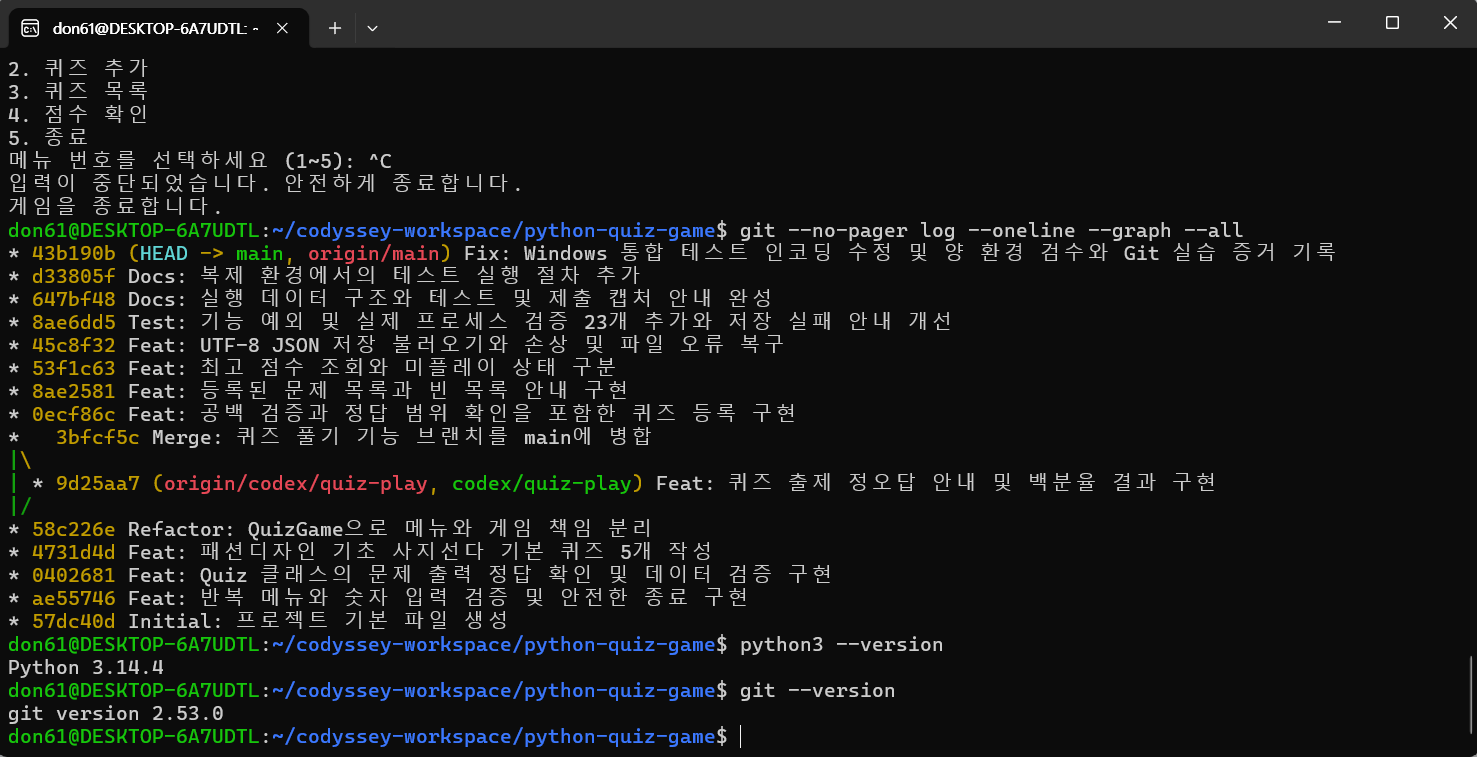 don61@DESKTOP-6A7UDTL: ~
2. 퀴즈 추가
3. 퀴즈 목록
4. 점수 확인
5. 종료
메뉴 번호를 선택하세요 (1~5): ^C
입력이 중단되었습니다. 안전하게 종료합니다.
게임을 종료합니다.
don61@DESKTOP-6A7UDTL:~/codyssey-workspace/python-quiz-game$ git --no-pager log --oneline --graph --all
* 43b190b (HEAD -> main, origin/main) Fix: Windows 통합 테스트 인코딩 수정 및 양 환경 검수와 Git 실습 증거 기록
* d33805f Docs: 복제 환경에서의 테스트 실행 절차 추가
* 647bf48 Docs: 실행 데이터 구조와 테스트 및 제출 캡처 안내 완성
* 8ae6dd5 Test: 기능 예외 및 실제 프로세스 검증 23개 추가와 저장 실패 안내 개선
* 45c8f32 Feat: UTF-8 JSON 저장 불러오기와 손상 및 파일 오류 복구
* 53f1c63 Feat: 최고 점수 조회와 미플레이 상태 구분
* 8ae2581 Feat: 등록된 문제 목록과 빈 목록 안내 구현
* 0ecf86c Feat: 공백 검증과 정답 범위 확인을 포함한 퀴즈 등록 구현
*   3bfcf5c Merge: 퀴즈 풀기 기능 브랜치를 main에 병합
|\
| * 9d25aa7 (origin/codex/quiz-play, codex/quiz-play) Feat: 퀴즈 출제 정오답 안내 및 백분율 결과 구현
|/
* 58c226e Refactor: QuizGame으로 메뉴와 게임 책임 분리
* 4731d4d Feat: 패션디자인 기초 사지선다 기본 퀴즈 5개 작성
* 0402681 Feat: Quiz 클래스의 문제 출력 정답 확인 및 데이터 검증 구현
* ae55746 Feat: 반복 메뉴와 숫자 입력 검증 및 안전한 종료 구현
* 57dc40d Initial: 프로젝트 기본 파일 생성
don61@DESKTOP-6A7UDTL:~/codyssey-workspace/python-quiz-game$ python3 --version
Python 3.14.4
don61@DESKTOP-6A7UDTL:~/codyssey-workspace/python-quiz-game$ git --version
git version 2.53.0
don61@DESKTOP-6A7UDTL:~/codyssey-workspace/python-quiz-game$